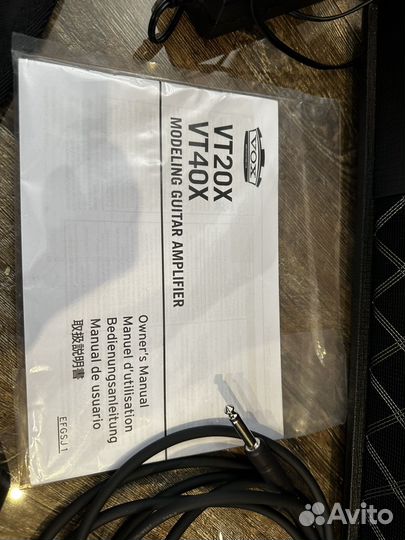 VOX
VT20X
VT40X
MODELING GUITAR AMPLIFIER
Owner's Manual
Manuel d'utilisation
Bedienungsanleitung
Manual de usuario
取扱説明書
EFGSJ1
Avito